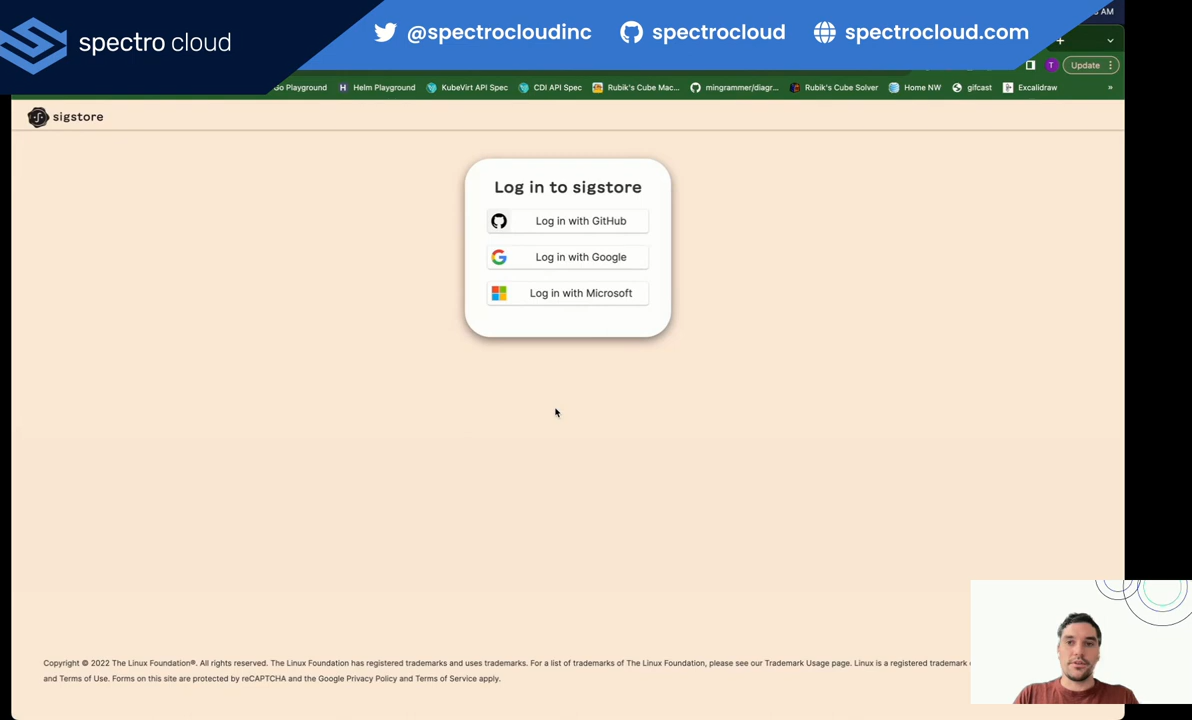 spectro cloud
@spectrocloudinc
spectrocloud
spectrocloud.com
AM
Update
Go Playground
Helm Playground
KubeVirt API Spec
CDI API Spec
Rubik's Cube Mac...
mingrammer/diagr...
Rubik's Cube Solver
Home NW
gifcast
Excalidraw
»
sigstore
Log in to sigstore
Log in with GitHub
Log in with Google
Log in with Microsoft
Copyright © 2022 The Linux Foundation®. All rights reserved. The Linux Foundation has registered trademarks and uses trademarks. For a list of trademarks of The Linux Foundation, please see our Trademark Usage page. Linux is a registered trademark
and Terms of Use. Forms on this site are protected by reCAPTCHA and the Google Privacy Policy and Terms of Service apply.